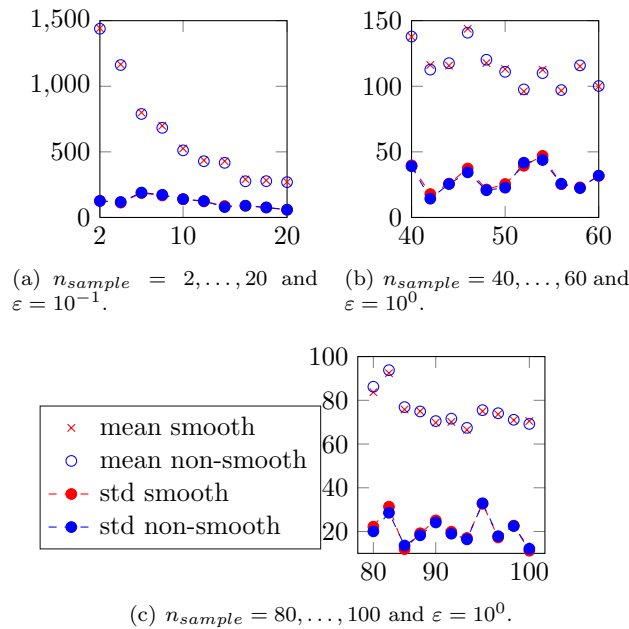 1,500
1,000
500
0
2
10
20
(a) n_sample = 2, . . . , 20 and
ε = 10^-1.
150
100
50
0
40
50
60
(b) n_sample = 40, . . . , 60 and
ε = 10^0.
mean smooth
mean non-smooth
std smooth
std non-smooth
100
80
60
40
20
80
90
100
(c) n_sample = 80, . . . , 100 and ε = 10^0.